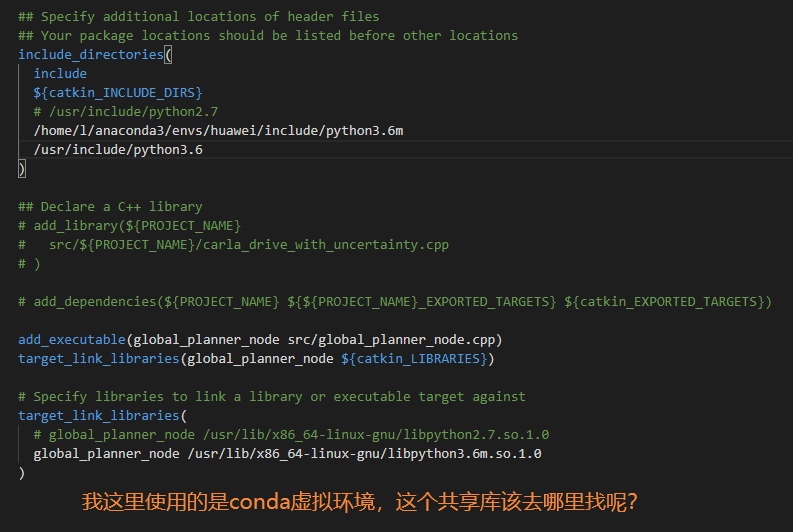 ## Specify additional locations of header files
## Your package locations should be listed before other locations
include_directories(
include
${catkin_INCLUDE_DIRS}
# /usr/include/python2.7
/home/l/anaconda3/envs/huawei/include/python3.6m
/usr/include/python3.6
)
## Declare a C++ library
# add_library(${PROJECT_NAME}
#   src/${PROJECT_NAME}/carla_drive_with_uncertainty.cpp
# )
# add_dependencies(${PROJECT_NAME} ${${PROJECT_NAME}_EXPORTED_TARGETS} ${catkin_EXPORTED_TARGETS})
add_executable(global_planner_node src/global_planner_node.cpp)
target_link_libraries(global_planner_node ${catkin_LIBRARIES})
# Specify libraries to link a library or executable target against
target_link_libraries(
# global_planner_node /usr/lib/x86_64-linux-gnu/libpython2.7.so.1.0
global_planner_node /usr/lib/x86_64-linux-gnu/libpython3.6m.so.1.0
)
我这里使用的是conda虚拟环境，这个共享库该去哪里找呢？